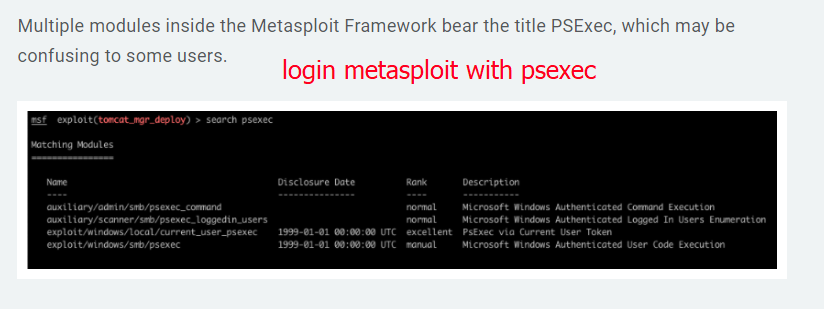 Multiple modules inside the Metasploit Framework bear the title PSExec, which may be
confusing to some users.
login metasploit with psexec
msf exploit(tomcat_mgr_deploy) > search psexec
Matching Modules
================
Name Disclosure Date Rank Description
---- --------------- ---- -----------
auxiliary/admin/smb/psexec_command normal Microsoft Windows Authenticated Command Execution
auxiliary/scanner/smb/psexec_loggedin_users normal Microsoft Windows Authenticated Logged In Users Enumeration
exploit/windows/local/current_user_psexec 1999-01-01 00:00:00 UTC excellent PsExec via Current User Token
exploit/windows/smb/psexec 1999-01-01 00:00:00 UTC manual Microsoft Windows Authenticated User Code Execution